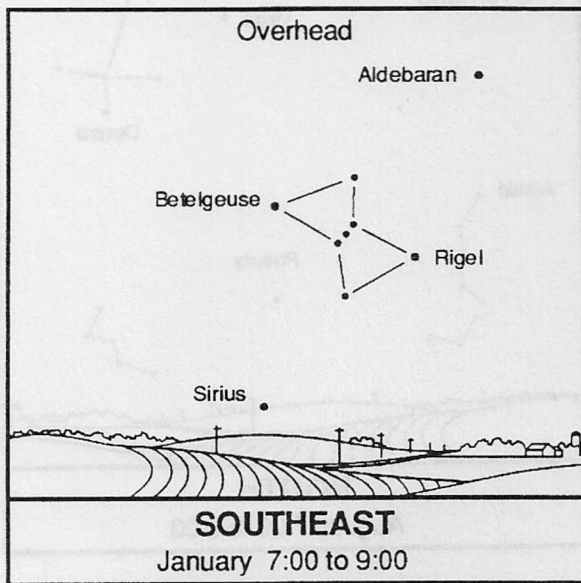 Overhead
Aldebaran
Betelgeuse
Rigel
Sirius
SOUTHEAST
January 7:00 to 9:00